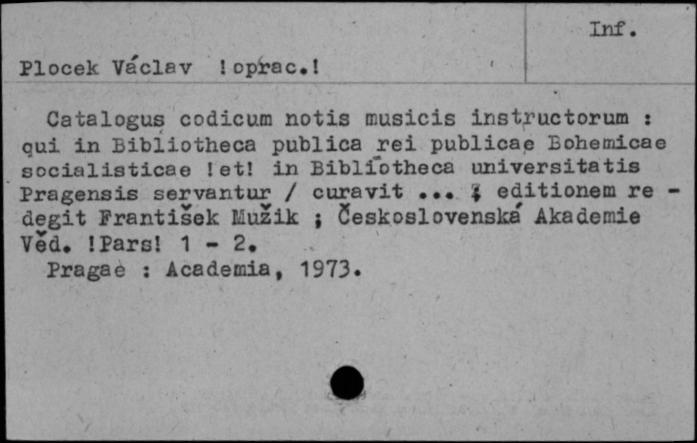 Inf.
Plocek Václav !oprac.!
Catalogus codicum notis musicis instructorum :
qui in Bibliotheca publica rei publicae Bohemicae
socialisticae !et! in Bibliotheca universitatis
Pragensis servantur / curavit ... ; editionem re -
degit František Mužik ; Československá Akademie
Věd. !Pars! 1 - 2.
Pragae : Academia, 1973.